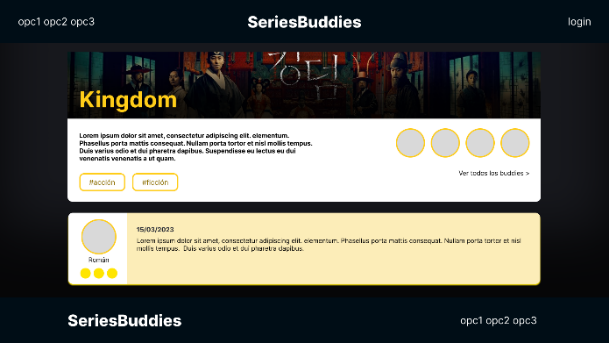 opc1 opc2 opc3
SeriesBuddies
login
Kingdom
Lorem ipsum dolor sit amet, consectetur adipiscing elit. elementum.
Phasellus porta mattis consequat. Nullam porta tortor et nisl mollis tempus.
Duis varius odio et dui pharetra dapibus. Suspendisse eu lectus eu dui
venenatis venenatis a ut quam.
Ver todos los buddies >
#acción
#ficción
15/03/2023
Lorem ipsum dolor sit amet, consectetur adipiscing elit. elementum. Phasellus porta mattis consequat. Nullam porta tortor et nisl
mollis tempus. Duis varius odio et dui pharetra dapibus.
Román
SeriesBuddies
opc1 opc2 opc3